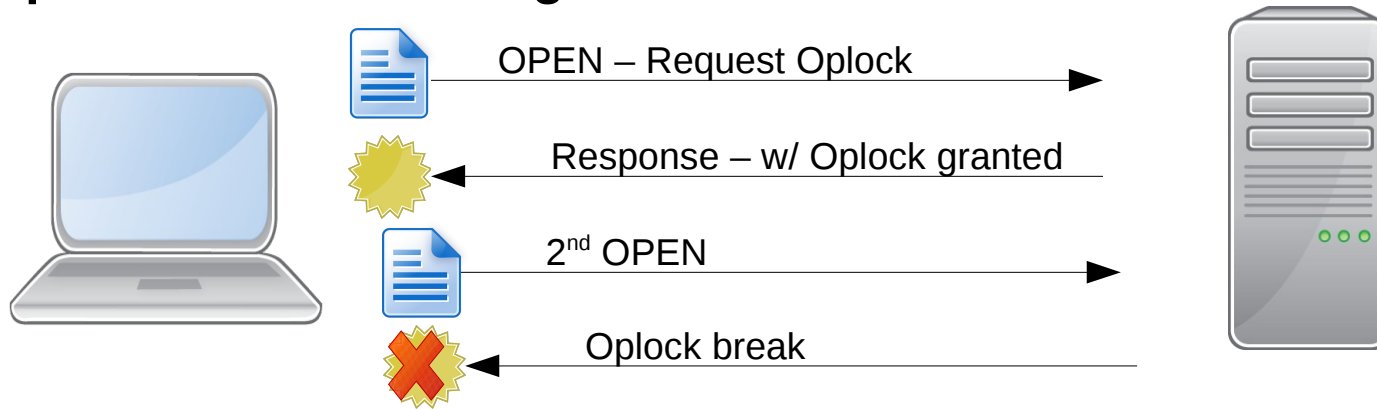 OPEN – Request Oplock
Response – w/ Oplock granted
2nd OPEN
Oplock break